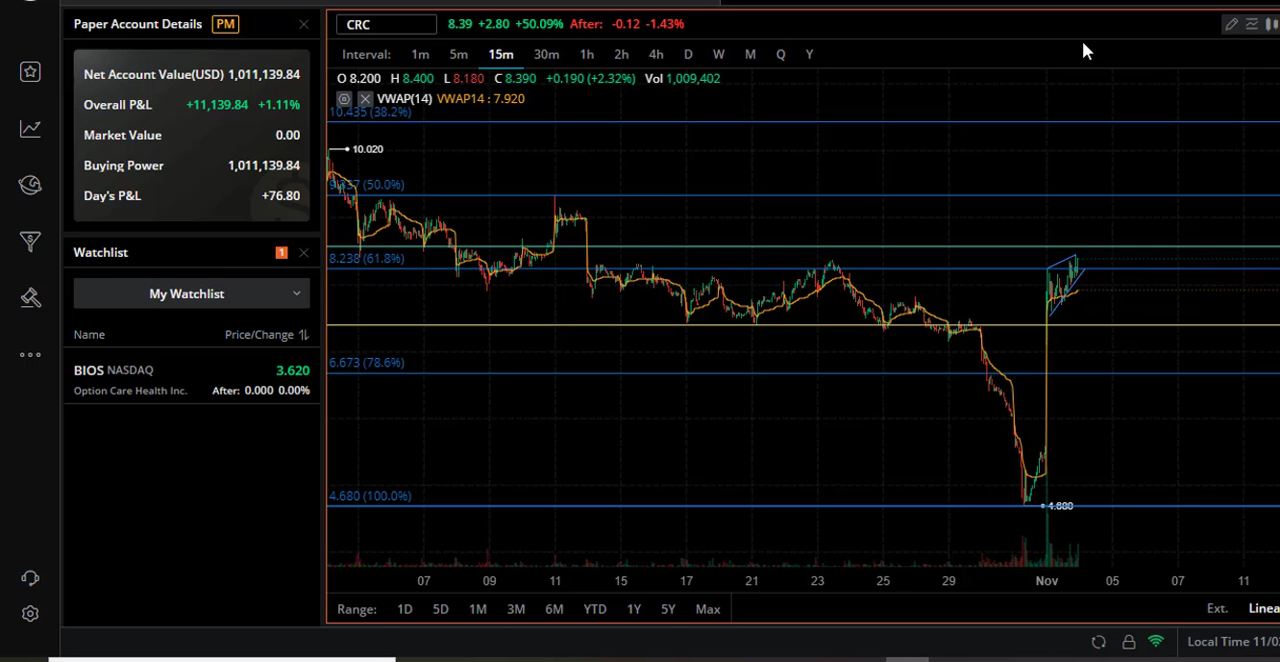 Paper Account Details PM
Net Account Value(USD) 1,011,139.84
Overall P&L +11,139.84 +1.11%
Market Value 0.00
Buying Power 1,011,139.84
Day's P&L +76.80
Watchlist 1
My Watchlist
Name Price/Change
BIOS NASDAQ 3.620
Option Care Health Inc. After: 0.000 0.00%
CRC 8.39 +2.80 +50.09% After: -0.12 -1.43%
Interval: 1m 5m 15m 30m 1h 2h 4h D W M Q Y
O 8.200 H 8.400 L 8.180 C 8.390 +0.190 (+2.32%) Vol 1,009,402
VWAP(14) VWAP14 : 7.920
10.435 (38.2%)
10.020
(50.0%)
8.238 (61.8%)
6.673 (78.6%)
4.680 (100.0%)
4.680
07 09 11 15 17 21 23 25 29 Nov 05 07 11
Range: 1D 5D 1M 3M 6M YTD 1Y 5Y Max
Ext. Linea
Local Time 11/0